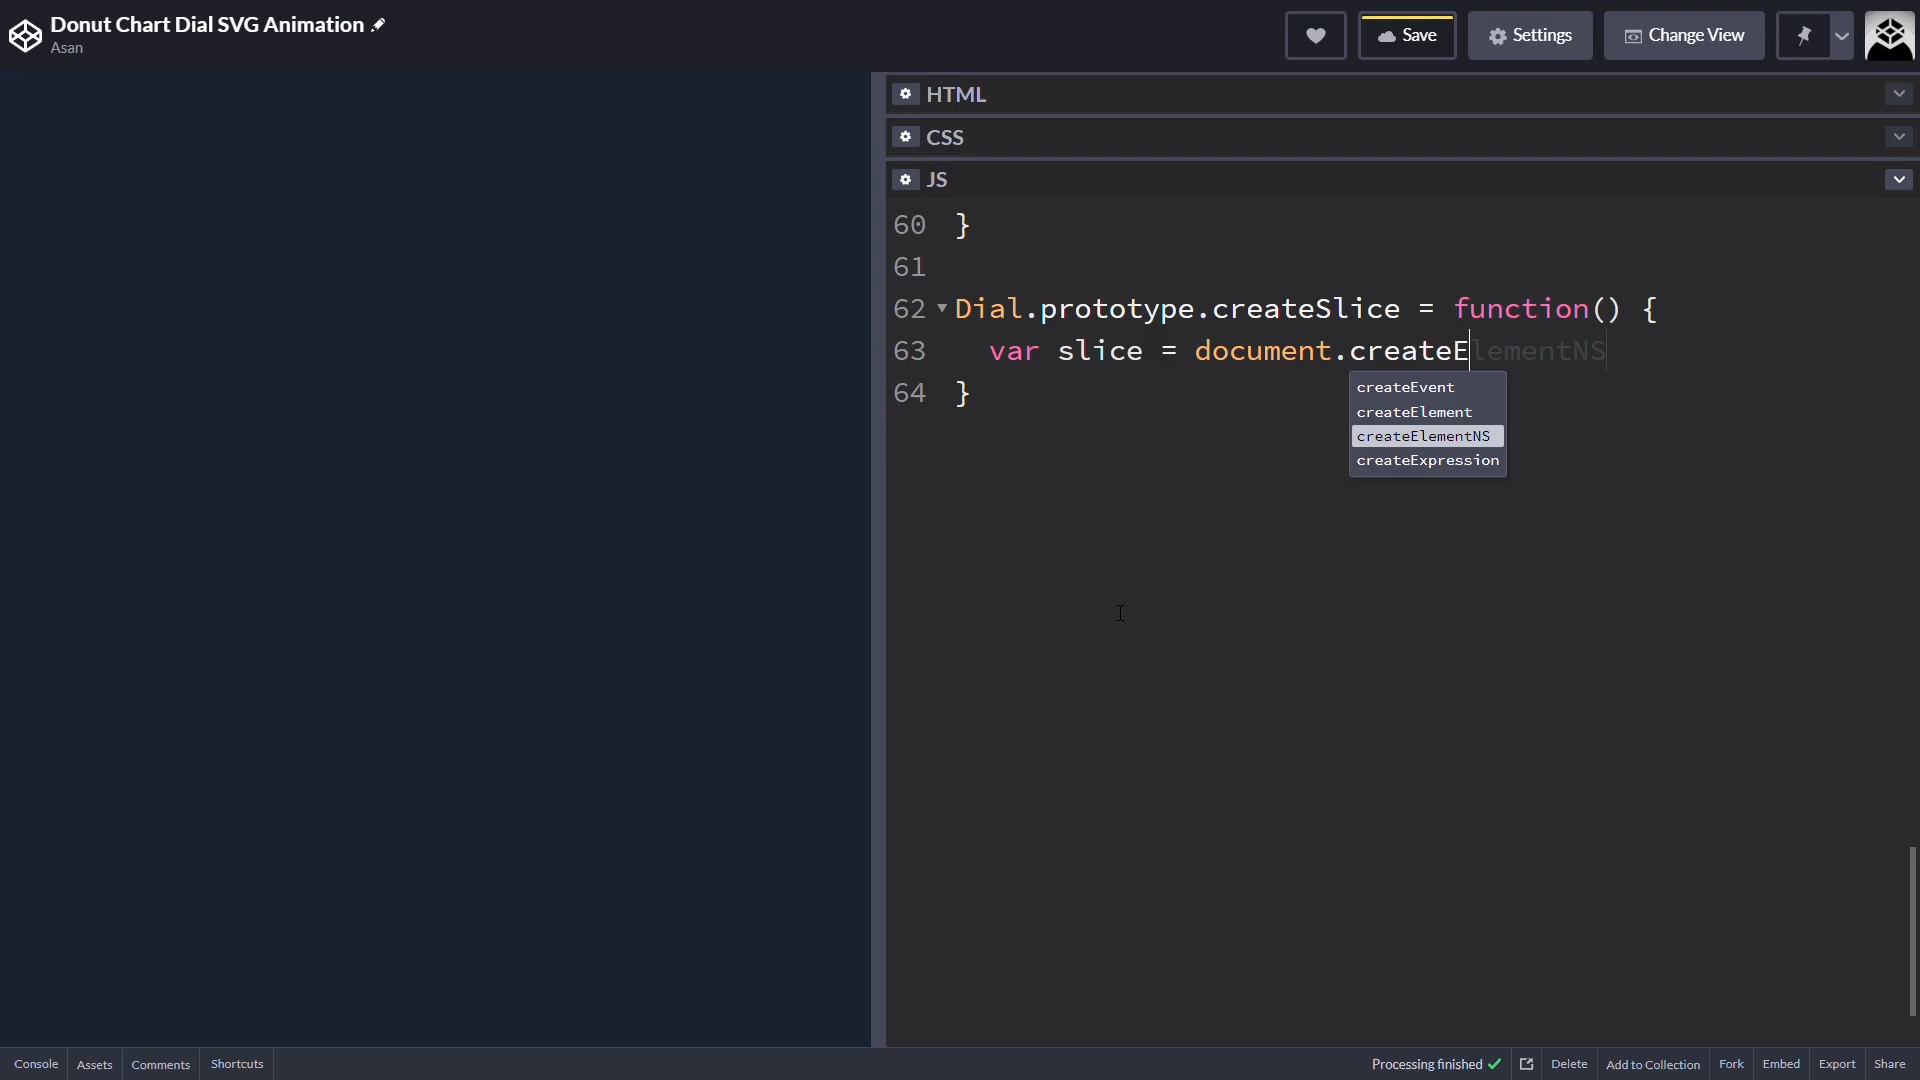 Donut Chart Dial SVG Animation
Asan
Save
Settings
Change View
HTML
CSS
JS
60 }
61
62 Dial.prototype.createSlice = function() {
63 var slice = document.createElementNS
64 }
createEvent
createElement
createElementNS
createExpression
Console Assets Comments Shortcuts Processing finished Delete Add to Collection Fork Embed Export Share